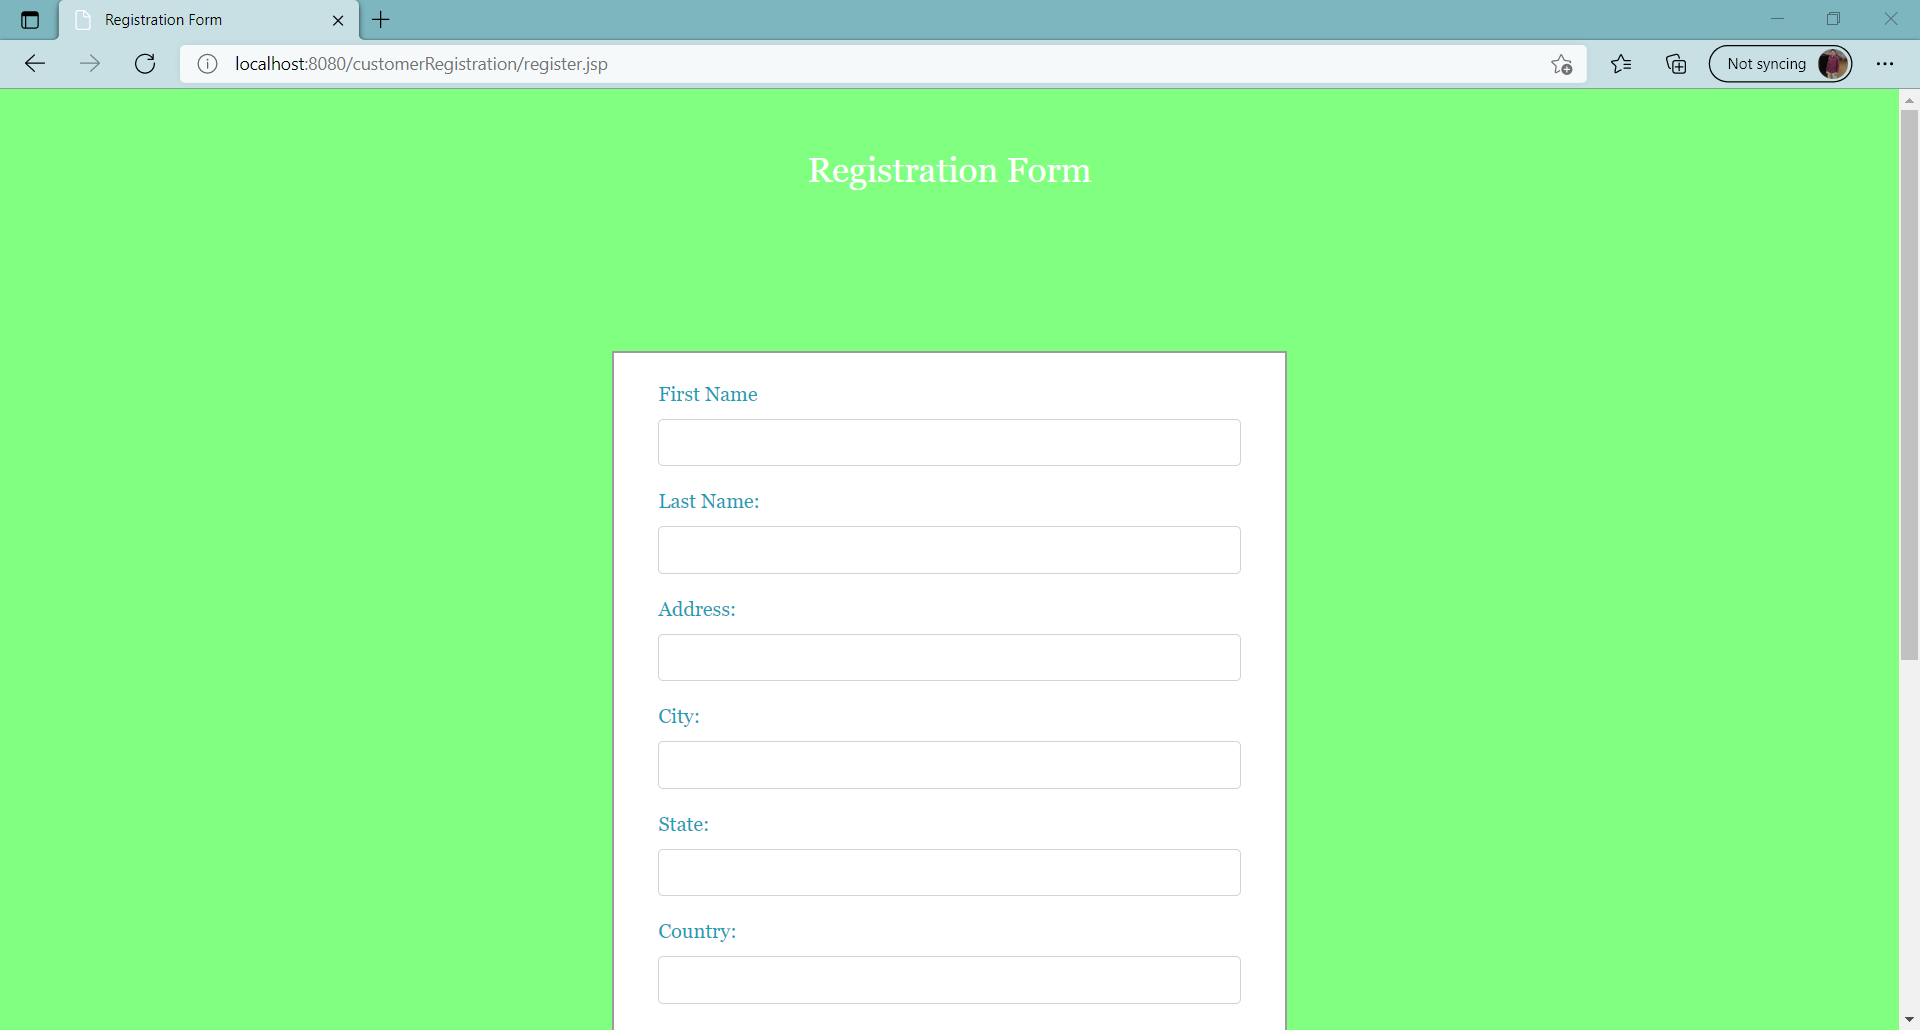 Registration Form
localhost:8080/customerRegistration/register.jsp
Not syncing
Registration Form
First Name
Last Name:
Address:
City:
State:
Country: